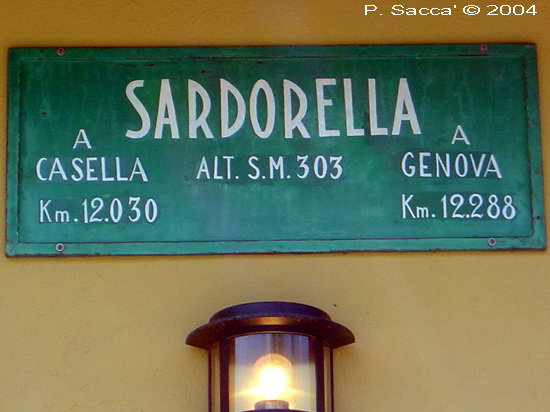 P. Sacca' © 2004
SARDORELLA
A
CASELLA
Km. 12.030
ALT. S.M. 303
A
GENOVA
Km. 12.288